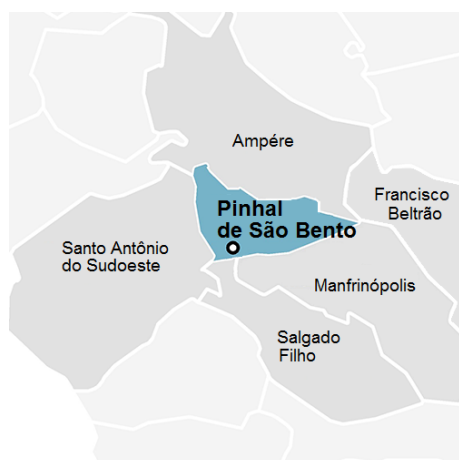 Ampére
Francisco
Beltrão
Pinhal
de São Bento
Santo Antônio
do Sudoeste
Manfrinópolis
Salgado
Filho